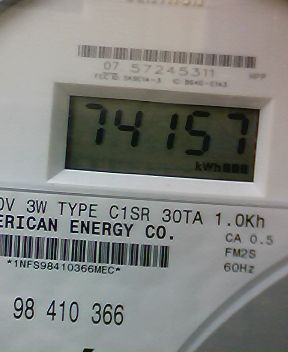 07 57245311
74157
kWh
0V 3W TYPE C1SR 30TA 1.0Kh
ERICAN ENERGY CO.
CA 0.5
FM2S
*1NFS98410366MEC*
60Hz
98 410 366